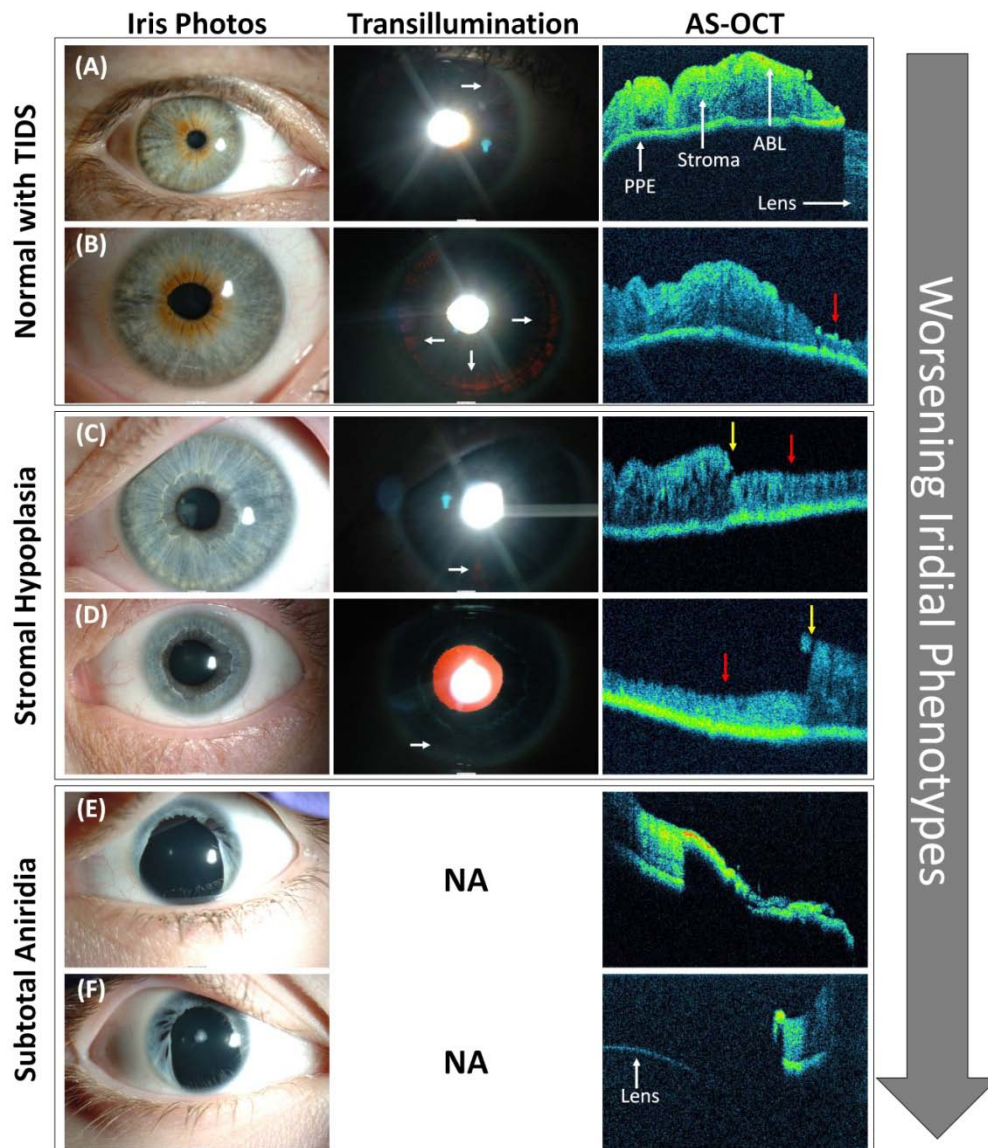 Iris Photos Transillumination AS-OCT
Normal with TIDS
(A)
ABL
Stroma
PPE
Lens
(B)
Stromal Hypoplasia
(C)
(D)
Subtotal Aniridia
(E)
NA
(F)
NA
Lens
Worsening Iridial Phenotypes